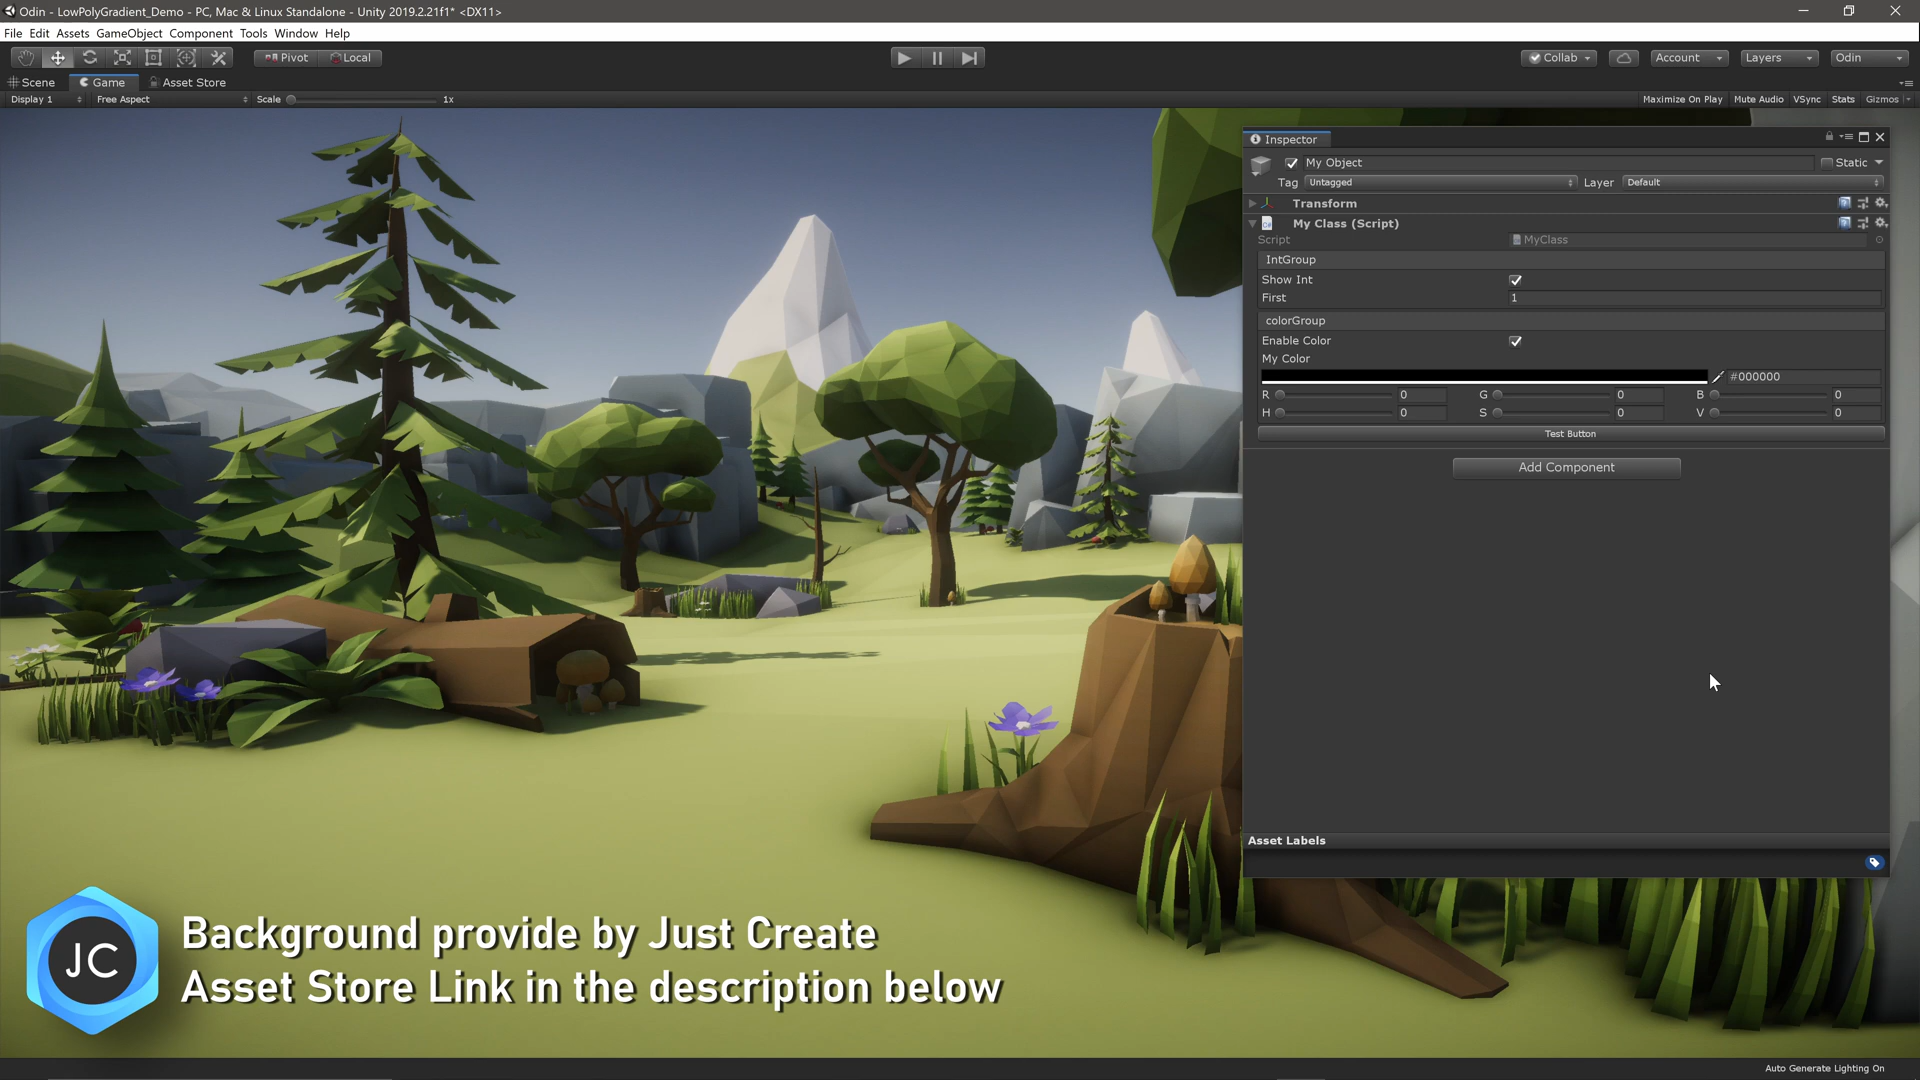 Odin - LowPolyGradient_Demo - PC, Mac & Linux Standalone - Unity 2019.2.21f1* <DX11>
File Edit Assets GameObject Component Tools Window Help
Pivot Local Collab Account Layers Odin
Scene Game Asset Store
Display 1 Free Aspect Scale 1x Maximize On Play Mute Audio VSync Stats Gizmos
Inspector
My Object Static
Tag Untagged Layer Default
Transform
My Class (Script)
Script MyClass
IntGroup
Show Int
First 1
colorGroup
Enable Color
My Color
#000000
R 0 G 0 B 0
H 0 S 0 V 0
Test Button
Add Component
Asset Labels
JC
Background provide by Just Create
Asset Store Link in the description below
Auto Generate Lighting On